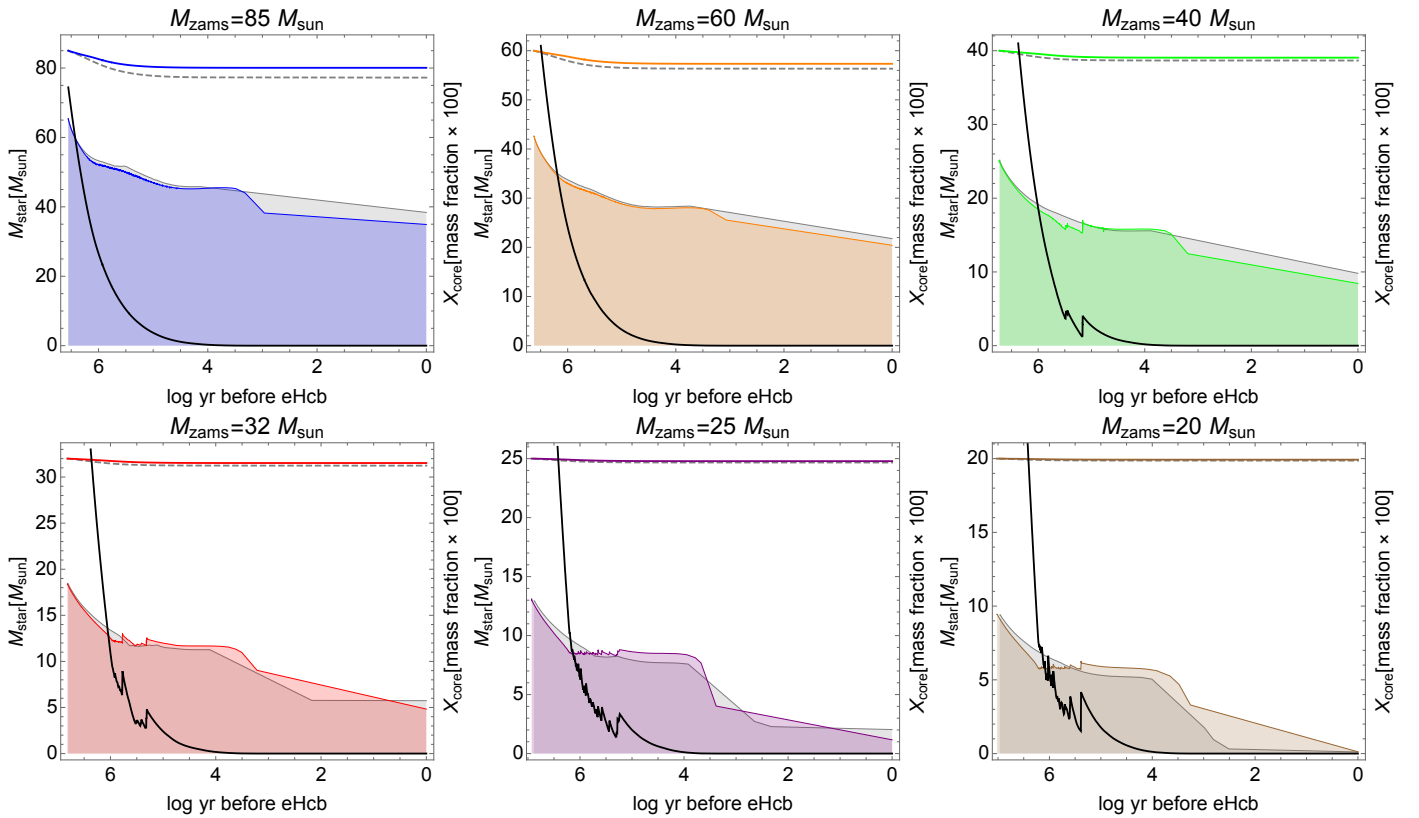 M_zams=85 M_sun
M_star[M_sun]
80
60
40
20
0
6
4
2
0
log yr before eHcb
X_core[mass fraction × 100]
M_zams=60 M_sun
M_star[M_sun]
60
50
40
30
20
10
0
6
4
2
0
log yr before eHcb
X_core[mass fraction × 100]
M_zams=40 M_sun
M_star[M_sun]
40
30
20
10
0
6
4
2
0
log yr before eHcb
X_core[mass fraction × 100]
M_zams=32 M_sun
M_star[M_sun]
30
25
20
15
10
5
0
6
4
2
0
log yr before eHcb
X_core[mass fraction × 100]
M_zams=25 M_sun
M_star[M_sun]
25
20
15
10
5
0
6
4
2
0
log yr before eHcb
X_core[mass fraction × 100]
M_zams=20 M_sun
M_star[M_sun]
20
15
10
5
0
6
4
2
0
log yr before eHcb
X_core[mass fraction × 100]